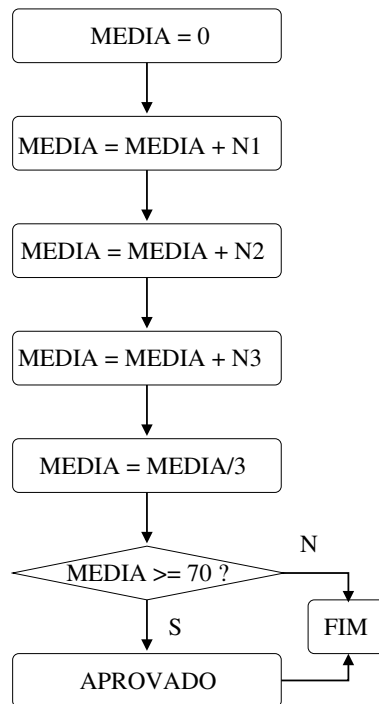 MEDIA = 0
MEDIA = MEDIA + N1
MEDIA = MEDIA + N2
MEDIA = MEDIA + N3
MEDIA = MEDIA/3
N
MEDIA >= 70 ?
S
FIM
APROVADO